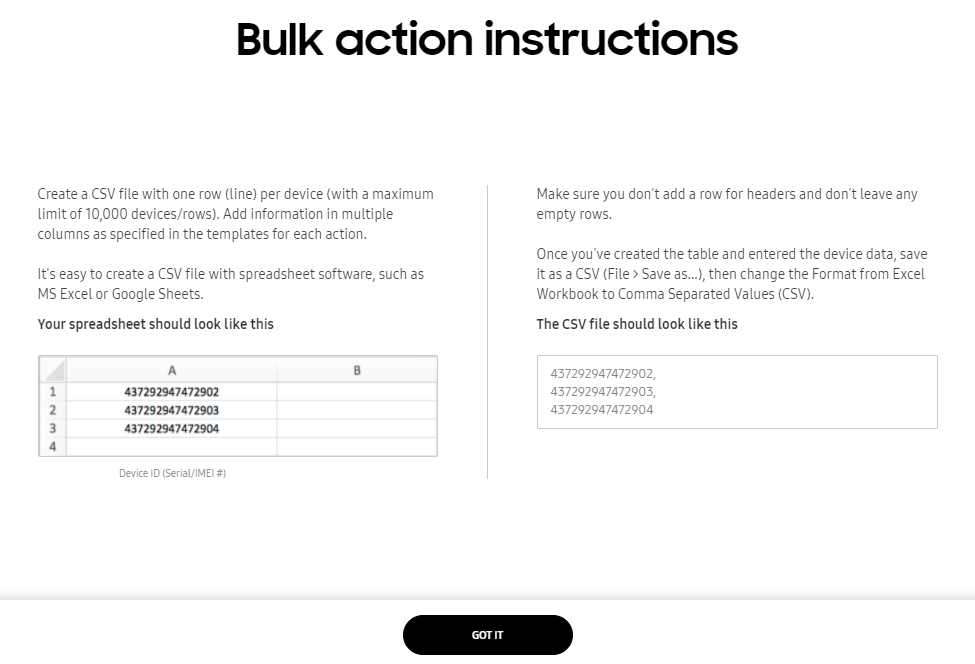 Bulk action instructions
Create a CSV file with one row (line) per device (with a maximum
limit of 10,000 devices/rows). Add information in multiple
columns as specified in the templates for each action.
It's easy to create a CSV file with spreadsheet software, such as
MS Excel or Google Sheets.
Your spreadsheet should look like this
A B
1 437292947472902
2 437292947472903
3 437292947472904
4
Device ID (Serial/IMEI #)
Make sure you don't add a row for headers and don't leave any
empty rows.
Once you've created the table and entered the device data, save
it as a CSV (File > Save as...), then change the Format from Excel
Workbook to Comma Separated Values (CSV).
The CSV file should look like this
437292947472902,
437292947472903,
437292947472904
GOT IT